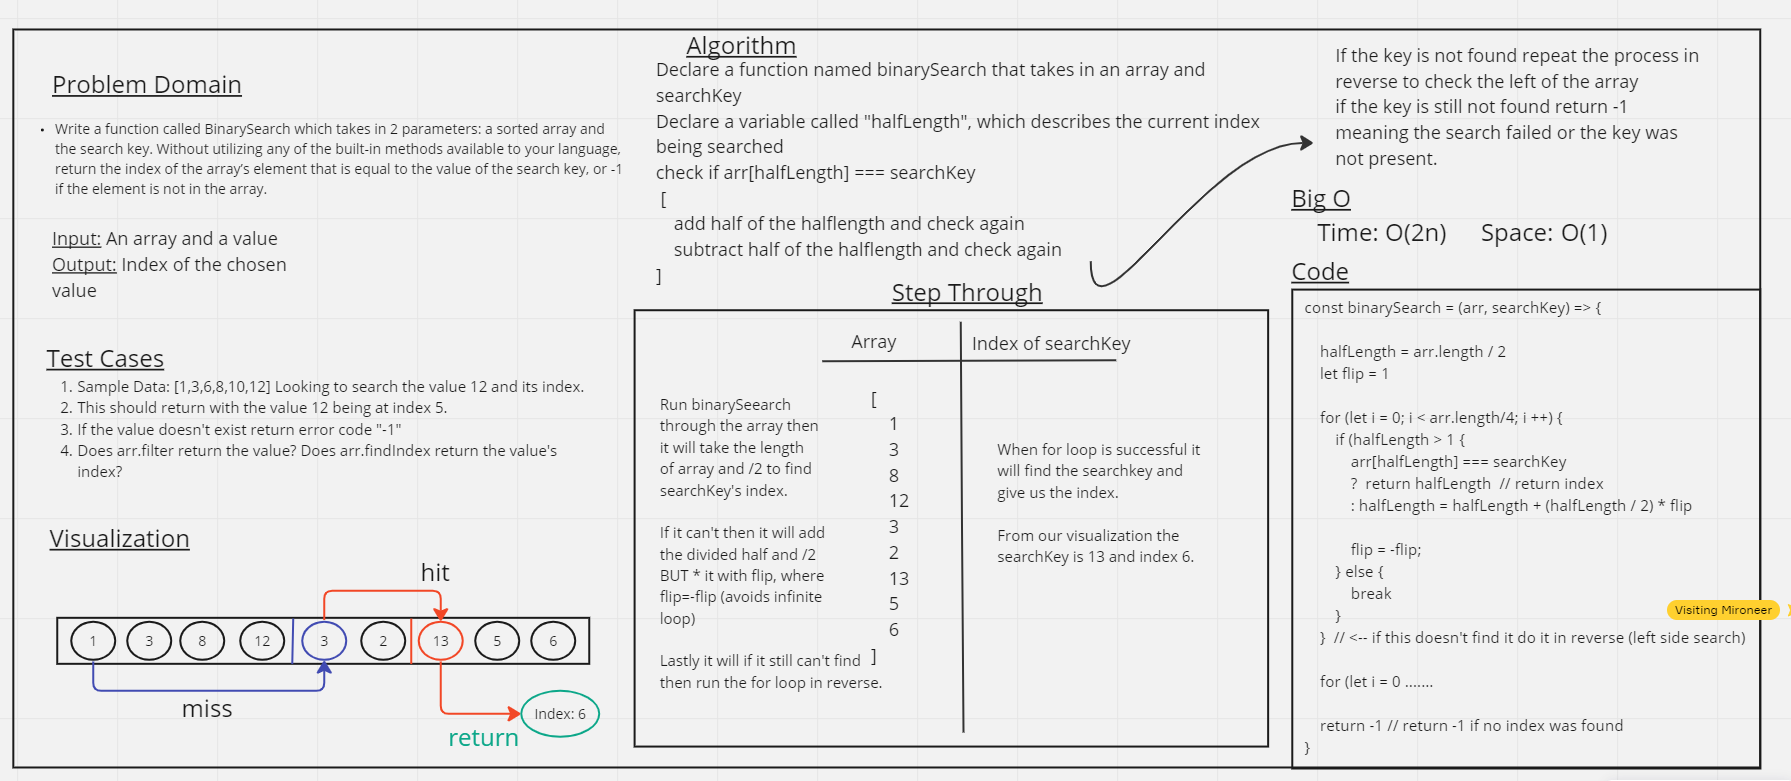 Problem Domain
• Write a function called BinarySearch which takes in 2 parameters: a sorted array and
the search key. Without utilizing any of the built-in methods available to your language,
return the index of the array's element that is equal to the value of the search key, or -1
if the element is not in the array.
Input: An array and a value
Output: Index of the chosen
value
Test Cases
1. Sample Data: [1,3,6,8,10,12] Looking to search the value 12 and its index.
2. This should return with the value 12 being at index 5.
3. If the value doesn't exist return error code "-1"
4. Does arr.filter return the value? Does arr.findIndex return the value's
index?
Visualization
hit
1 3 8 12 3 2 13 5 6
miss
Index: 6
return
Algorithm
Declare a function named binarySearch that takes in an array and
searchKey
Declare a variable called "halfLength", which describes the current index
being searched
check if arr[halfLength] === searchKey
[
add half of the halflength and check again
subtract half of the halflength and check again
]
Step Through
Array
Index of searchKey
Run binarySeearch
through the array then
it will take the length
of array and /2 to find
searchKey's index.
If it can't then it will add
the divided half and /2
BUT * it with flip, where
flip=-flip (avoids infinite
loop)
Lastly it will if it still can't find
then run the for loop in reverse.
[
1
3
8
12
3
2
13
5
6
]
When for loop is successful it
will find the searchkey and
give us the index.
From our visualization the
searchKey is 13 and index 6.
If the key is not found repeat the process in
reverse to check the left of the array
if the key is still not found return -1
meaning the search failed or the key was
not present.
Big O
Time: O(2n) Space: O(1)
Code
const binarySearch = (arr, searchKey) => {
halfLength = arr.length / 2
let flip = 1
for (let i = 0; i < arr.length/4; i ++) {
if (halfLength > 1 {
arr[halfLength] === searchKey
? return halfLength // return index
: halfLength = halfLength + (halfLength / 2) * flip
flip = -flip;
} else {
break
}
} // <-- if this doesn't find it do it in reverse (left side search)
for (let i = 0 .......
return -1 // return -1 if no index was found
}
Visiting Mironeer